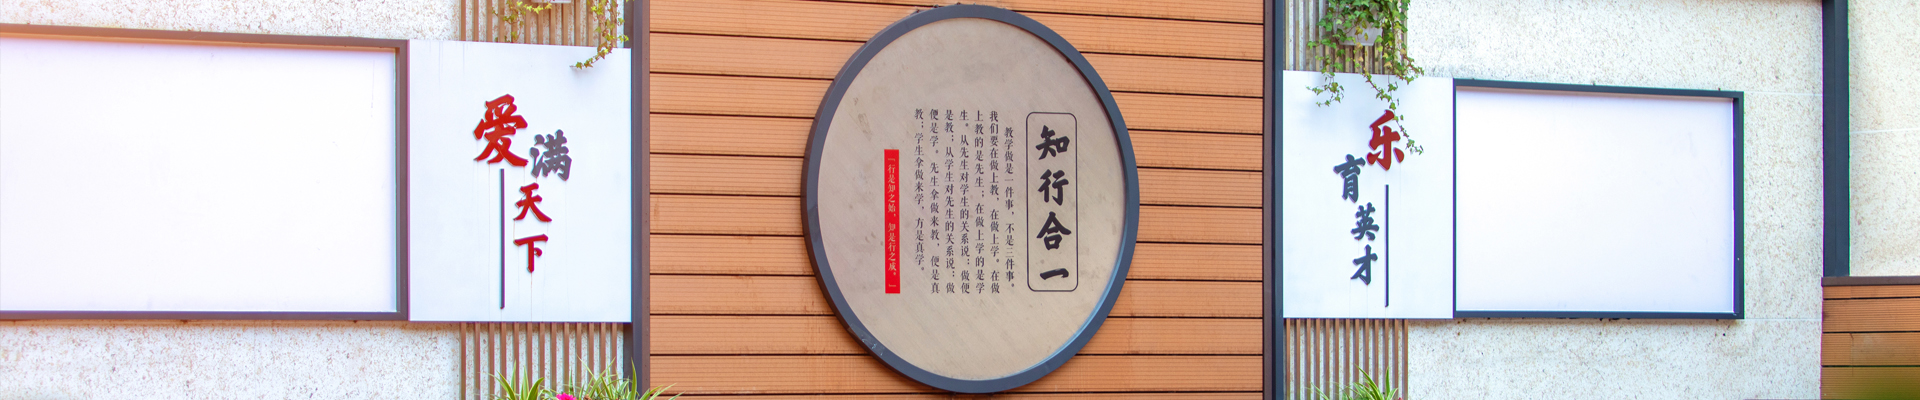 爱满
天下
知行合一
教学做是一件事，不是三件事。
我们要在做上教，在做上学。在做
上教的是先生；在做上学的是学
生。从先生对学生的关系说：做便
是教；从学生对先生的关系说：做
便是学。先生拿做来教，便是真
教；学生拿做来学，方是真学。
「行是知之始，知是行之成。」
乐
育英才